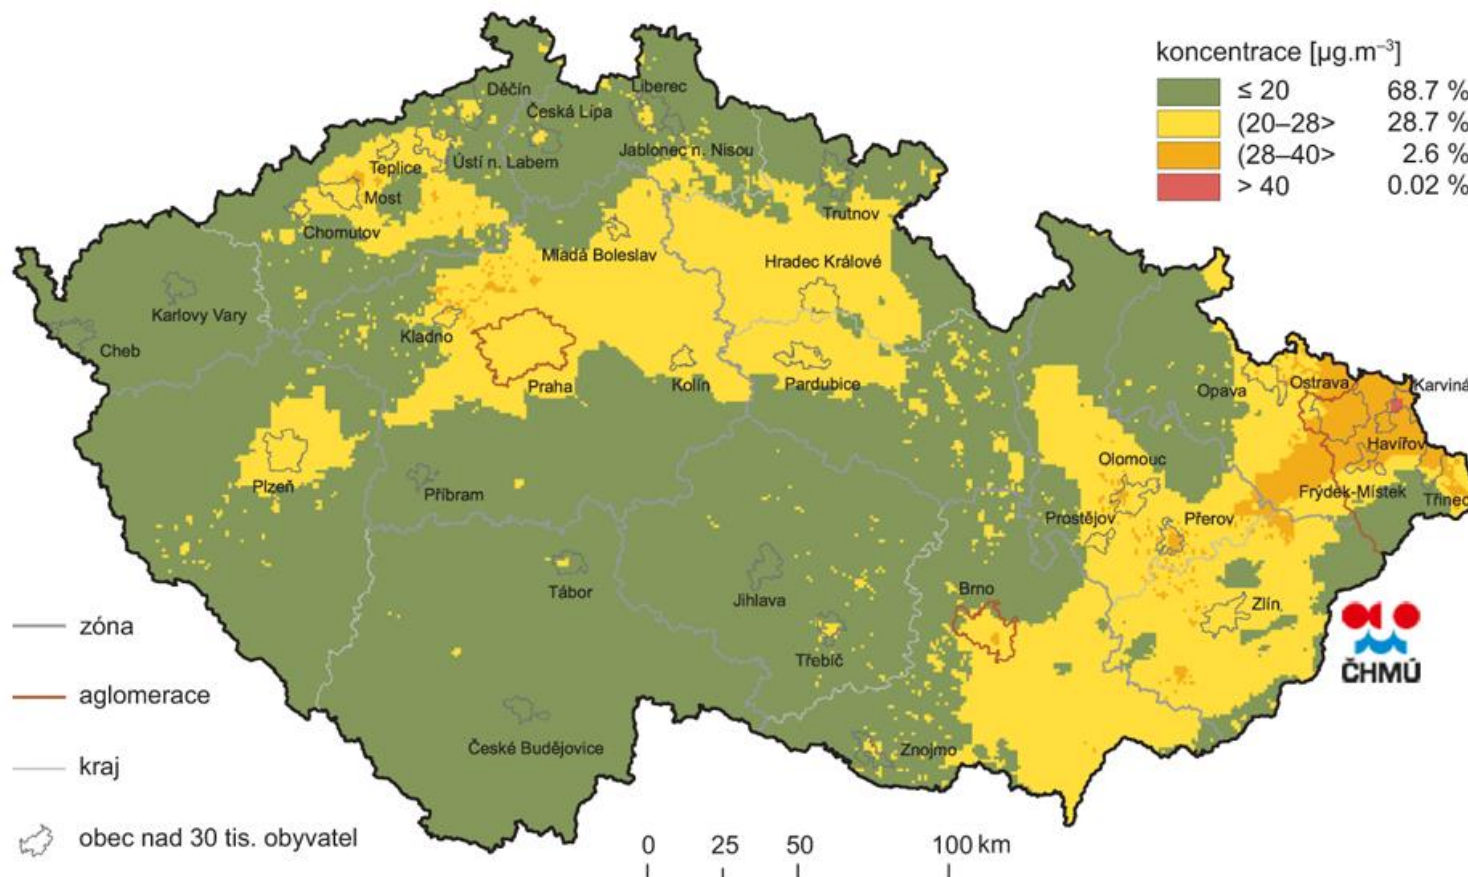 koncentrace [µg.m⁻³]
≤ 20 68.7 %
(20–28> 28.7 %
(28–40> 2.6 %
> 40 0.02 %
Děčín
Liberec
Česká Lípa
Jablonec n. Nisou
Ústí n. Labem
Teplice
Most
Chomutov
Trutnov
Mladá Boleslav
Hradec Králové
Karlovy Vary
Kladno
Cheb
Praha
Kolín
Pardubice
Opava
Ostrava
Karviná
Havířov
Olomouc
Plzeň
Příbram
Frýdek-Místek
Třinec
Prostějov
Přerov
Tábor
Jihlava
Brno
Zlín
Třebíč
České Budějovice
Znojmo
zóna
aglomerace
kraj
obec nad 30 tis. obyvatel
ČHMÚ
0 25 50 100 km